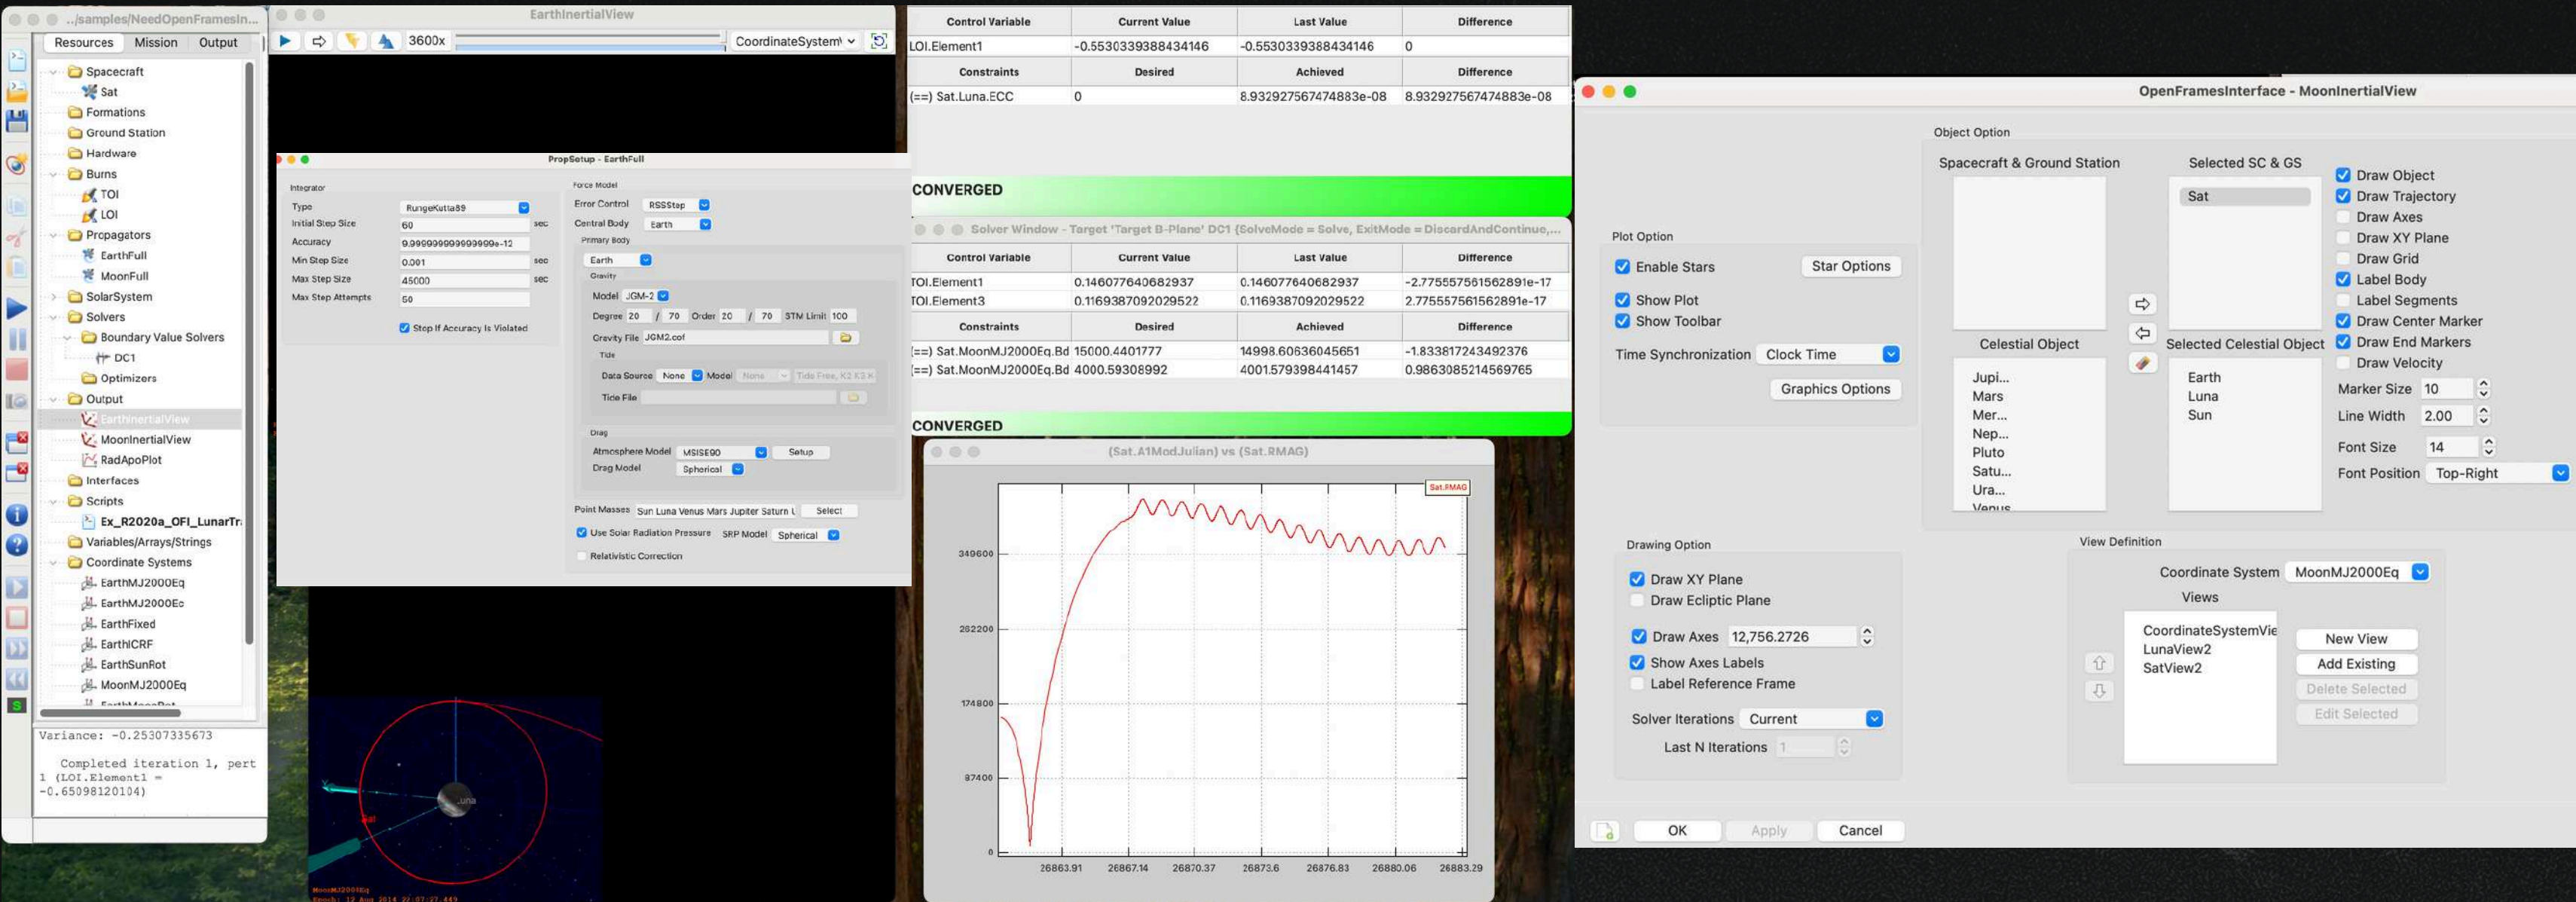 ../samples/NeedOpenFramesIn...
Resources Mission Output
Spacecraft
Sat
Formations
Ground Station
Hardware
Burns
TOI
LOI
Propagators
EarthFull
MoonFull
SolarSystem
Solvers
Boundary Value Solvers
DC1
Optimizers
Output
EarthInertialView
MoonInertialView
RadApoPlot
Interfaces
Scripts
Ex_R2020a_OFI_LunarTr
Variables/Arrays/Strings
Coordinate Systems
EarthMJ2000Eq
EarthMJ2000Ec
EarthFixed
EarthICRF
EarthSunRot
MoonMJ2000Eq
S
Variance: -0.25307335673
Completed iteration 1, pert
1 (LOI.Element1 =
-0.65098120104)
EarthInertialView
3600x CoordinateSystem
PropSetup - EarthFull
Integrator
Type RungeKutta89
Initial Step Size 60 sec
Accuracy 9.999999999999999e-12
Min Step Size 0.001 sec
Max Step Size 45000 sec
Max Step Attempts 50
Stop If Accuracy Is Violated
Force Model
Error Control RSSStep
Central Body Earth
Primary Body
Earth
Gravity
Model JGM-2
Degree 20 / 70 Order 20 / 70 STM Limit 100
Gravity File JGM2.cof
Tide
Data Source None Model None Tide Free, K2 K3 K
Tide File
Drag
Atmosphere Model MSISE90 Setup
Drag Model Spherical
Point Masses Sun Luna Venus Mars Jupiter Saturn Select
Use Solar Radiation Pressure SRP Model Spherical
Relativistic Correction
Luna
Sat
MoonMJ2000Eq
Epoch: 12 Aug 2014 22:07:27.449
Control Variable Current Value Last Value Difference
LOI.Element1 -0.5530339388434146 -0.5530339388434146 0
Constraints Desired Achieved Difference
(==) Sat.Luna.ECC 0 8.932927567474883e-08 8.932927567474883e-08
CONVERGED
Solver Window - Target 'Target B-Plane' DC1 {SolveMode = Solve, ExitMode = DiscardAndContinue,...
Control Variable Current Value Last Value Difference
TOI.Element1 0.146077640682937 0.146077640682937 -2.775557561562891e-17
TOI.Element3 0.1169387092029522 0.1169387092029522 2.775557561562891e-17
Constraints Desired Achieved Difference
(==) Sat.MoonMJ2000Eq.Bd 15000.4401777 14998.60636045651 -1.833817243492376
(==) Sat.MoonMJ2000Eq.Bd 4000.59308992 4001.579398441457 0.9863085214569765
CONVERGED
(Sat.A1ModJulian) vs (Sat.RMAG)
Sat.RMAG
349600
262200
174800
87400
0
26863.91 26867.14 26870.37 26873.6 26876.83 26880.06 26883.29
OpenFramesInterface - MoonInertialView
Plot Option
Enable Stars Star Options
Show Plot
Show Toolbar
Time Synchronization Clock Time
Graphics Options
Object Option
Spacecraft & Ground Station
Selected SC & GS
Sat
Celestial Object
Jupi...
Mars
Mer...
Nep...
Pluto
Satu...
Ura...
Venus
Selected Celestial Object
Earth
Luna
Sun
Draw Object
Draw Trajectory
Draw Axes
Draw XY Plane
Draw Grid
Label Body
Label Segments
Draw Center Marker
Draw End Markers
Draw Velocity
Marker Size 10
Line Width 2.00
Font Size 14
Font Position Top-Right
Drawing Option
Draw XY Plane
Draw Ecliptic Plane
Draw Axes 12,756.2726
Show Axes Labels
Label Reference Frame
Solver Iterations Current
Last N Iterations 1
View Definition
Coordinate System MoonMJ2000Eq
Views
CoordinateSystemVie
LunaView2
SatView2
New View
Add Existing
Delete Selected
Edit Selected
OK Apply Cancel